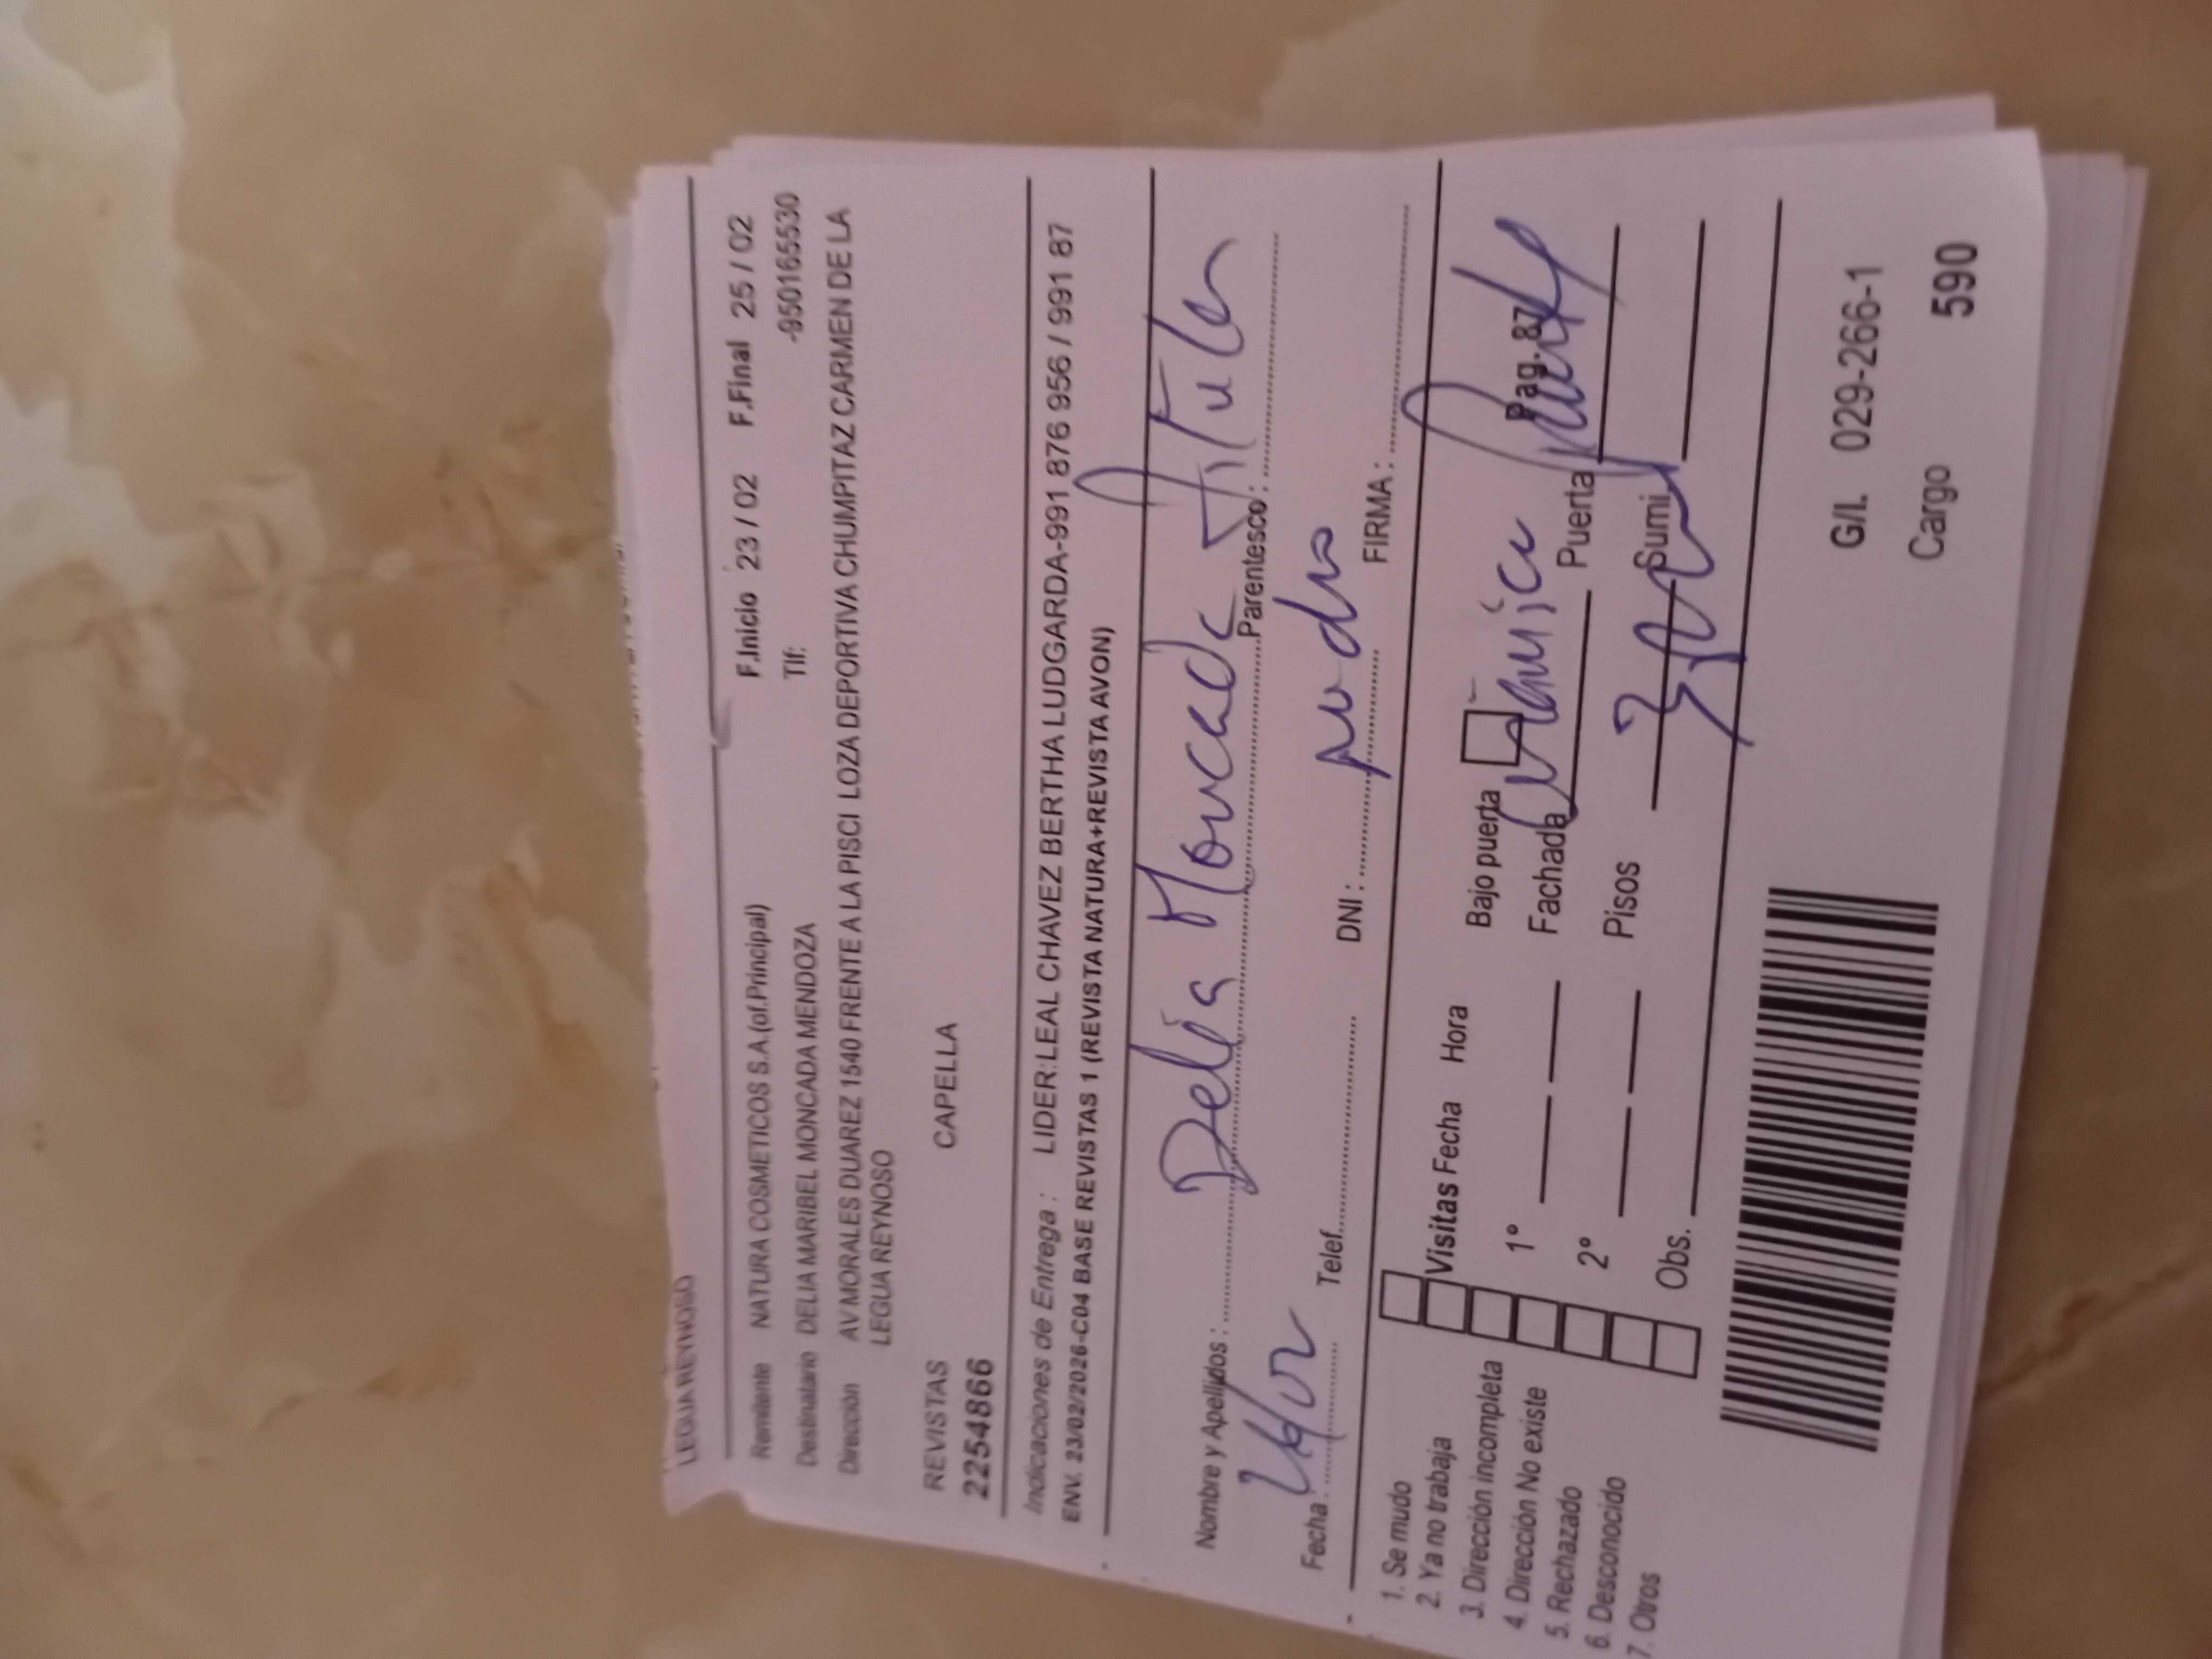 LEGUA REYNOSO
F.Inicio 23 / 02 F.Final 25 / 02
Remitente NATURA COSMETICOS S.A.(of.Principal) Tlf: -950165530
Destinatario DELIA MARIBEL MONCADA MENDOZA
Dirección AV MORALES DUAREZ 1540 FRENTE A LA PISCI LOZA DEPORTIVA CHUMPITAZ CARMEN DE LA
LEGUA REYNOSO
REVISTAS CAPELLA
2254866
Indicaciones de Entrega : LIDER:LEAL CHAVEZ BERTHA LUDGARDA-991 876 956 / 991 87
ENV. 23/02/2026-C04 BASE REVISTAS 1 (REVISTA NATURA+REVISTA AVON)
Delia Moncada
Nombre y Apellidos : Parentesco :
Fecha : Telef. DNI : FIRMA :
1. Se mudo
2. Ya no trabaja
3. Dirección incompleta
4. Dirección No existe
5. Rechazado
6. Desconocido
7. Otros
Visitas Fecha Hora
1º
2º
Obs.
Bajo puerta
Pag. 87
Fachada Puerta
Pisos Sumi.
G/L 029-266-1
Cargo 590